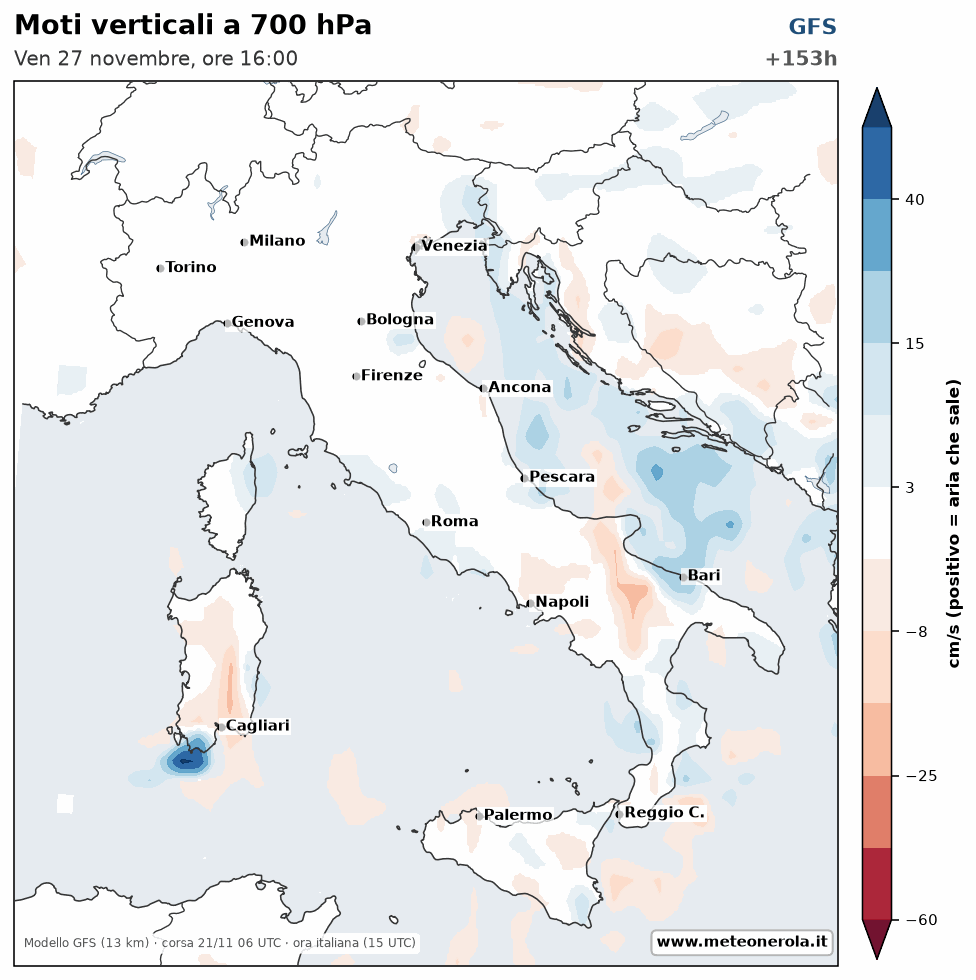 Moti verticali a 700 hPa
GFS
Ven 27 novembre, ore 16:00
+153h
Milano
Venezia
Torino
Genova
Bologna
Firenze
Ancona
Pescara
Roma
Bari
Napoli
Cagliari
Palermo
Reggio C.
40
15
3
−8
−25
−60
cm/s (positivo = aria che sale)
Modello GFS (13 km) · corsa 21/11 06 UTC · ora italiana (15 UTC)
www.meteonerola.it